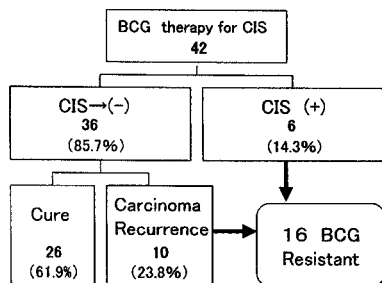 BCG therapy for CIS
42
CIS→(-)
36
(85.7%)
CIS (+)
6
(14.3%)
Cure
26
(61.9%)
Carcinoma
Recurrence
10
(23.8%)
16 BCG
Resistant